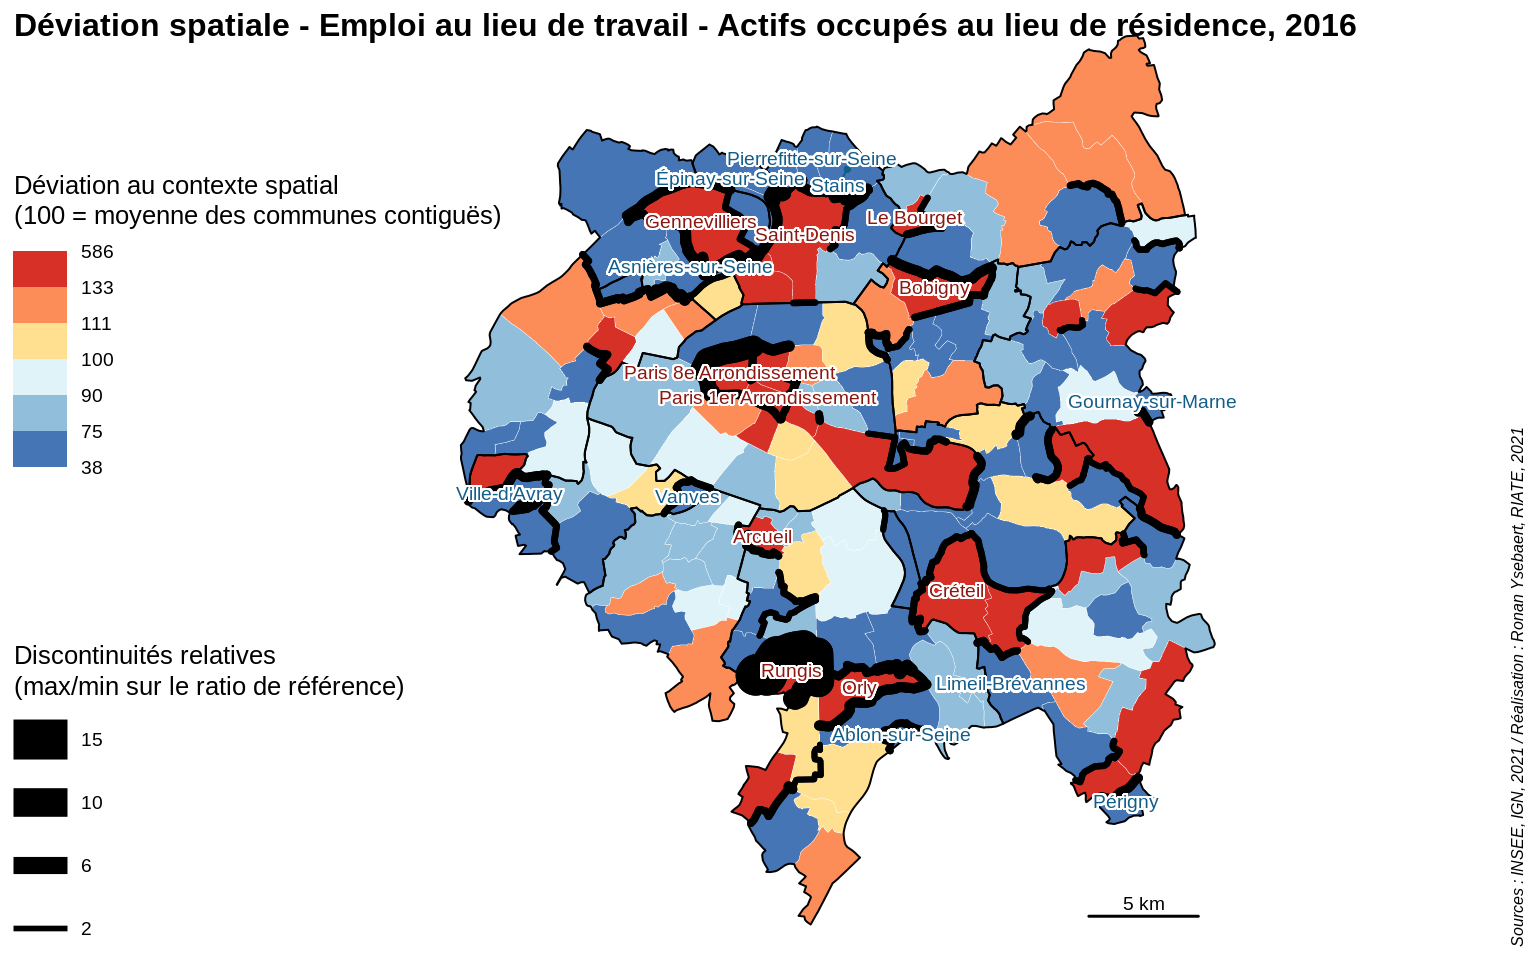 Déviation spatiale - Emploi au lieu de travail - Actifs occupés au lieu de résidence, 2016
Déviation au contexte spatial
(100 = moyenne des communes contiguës)
586
133
111
100
90
75
38
Discontinuités relatives
(max/min sur le ratio de référence)
15
10
6
2
Pierrefitte-sur-Seine
Épinay-sur-Seine
Stains
Gennevilliers
Le Bourget
Saint-Denis
Asnières-sur-Seine
Bobigny
Paris 8e Arrondissement
Paris 1er Arrondissement
Gournay-sur-Marne
Ville-d'Avray
Vanves
Arcueil
Créteil
Rungis
Orly
Limeil-Brévannes
Ablon-sur-Seine
Périgny
5 km
Sources : INSEE, IGN, 2021 / Réalisation : Ronan Ysebaert, RIATE, 2021